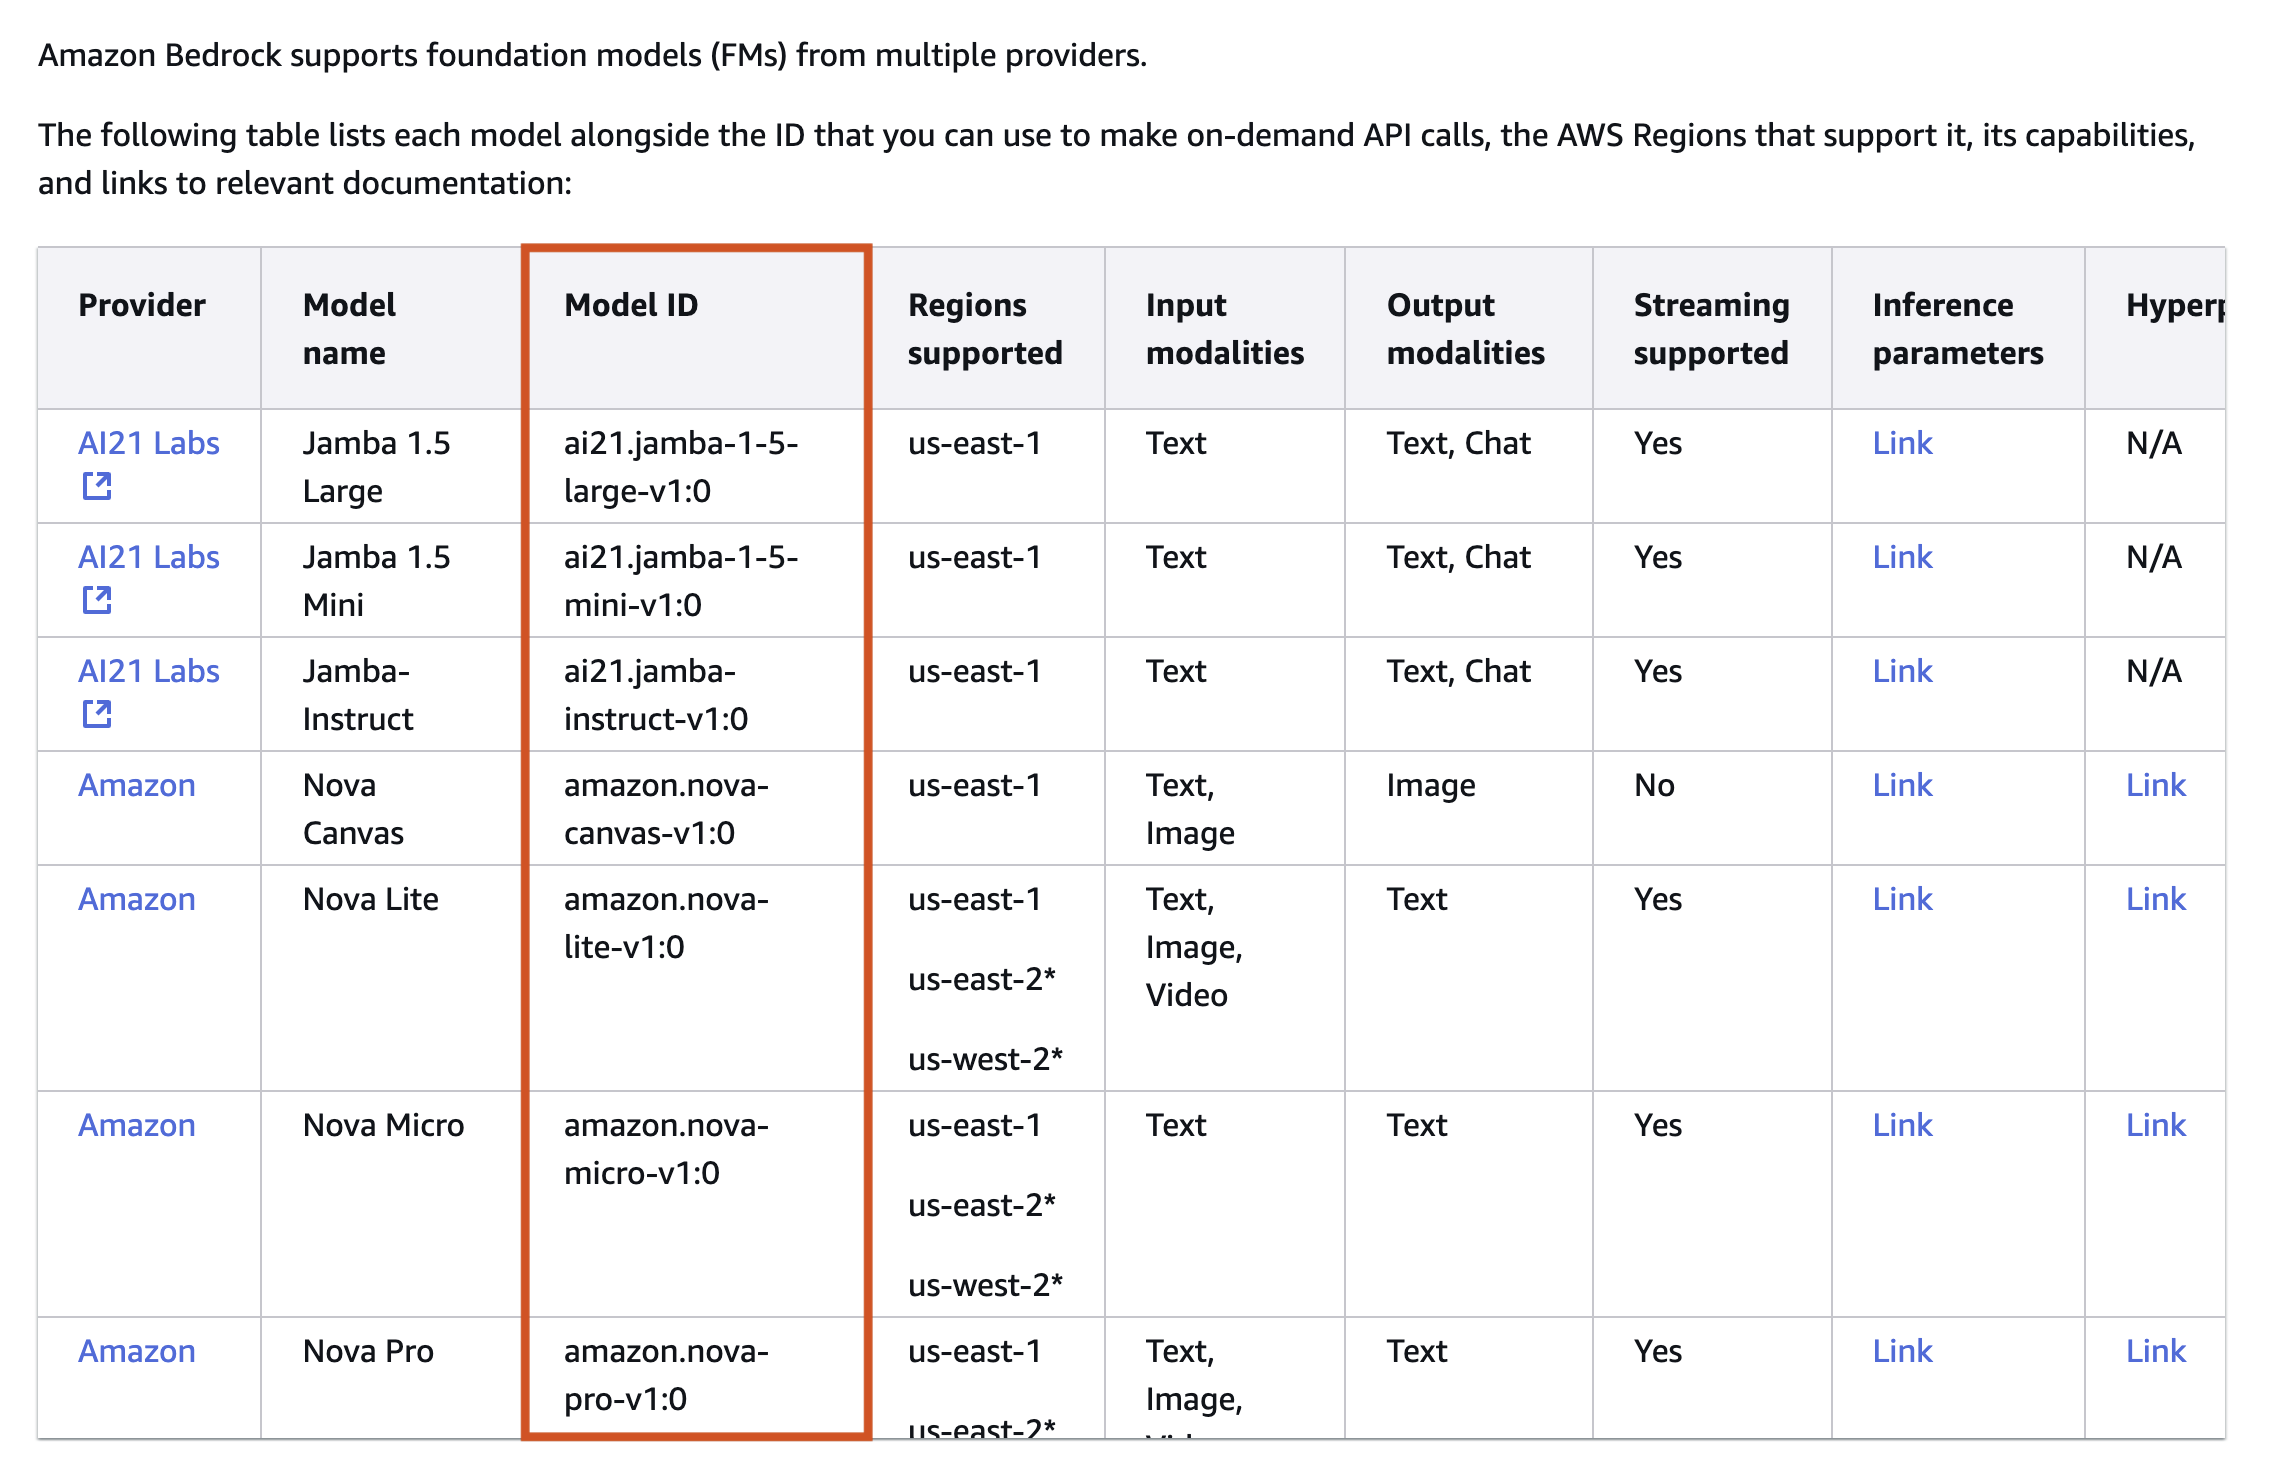 Amazon Bedrock supports foundation models (FMs) from multiple providers.
The following table lists each model alongside the ID that you can use to make on-demand API calls, the AWS Regions that support it, its capabilities,
and links to relevant documentation:
Provider
Model
name
Model ID
Regions
supported
Input
modalities
Output
modalities
Streaming
supported
Inference
parameters
AI21 Labs
Jamba 1.5
Large
ai21.jamba-1-5-
large-v1:0
us-east-1
Text
Text, Chat
Yes
Link
N/A
AI21 Labs
Jamba 1.5
Mini
ai21.jamba-1-5-
mini-v1:0
us-east-1
Text
Text, Chat
Yes
Link
N/A
AI21 Labs
Jamba-
Instruct
ai21.jamba-
instruct-v1:0
us-east-1
Text
Text, Chat
Yes
Link
N/A
Amazon
Nova
Canvas
amazon.nova-
canvas-v1:0
us-east-1
Text,
Image
Image
No
Link
Link
Amazon
Nova Lite
amazon.nova-
lite-v1:0
us-east-1
us-east-2*
us-west-2*
Text,
Image,
Video
Text
Yes
Link
Link
Amazon
Nova Micro
amazon.nova-
micro-v1:0
us-east-1
us-east-2*
us-west-2*
Text
Text
Yes
Link
Link
Amazon
Nova Pro
amazon.nova-
pro-v1:0
us-east-1
us-east-2*
Text,
Image,
Text
Yes
Link
Link